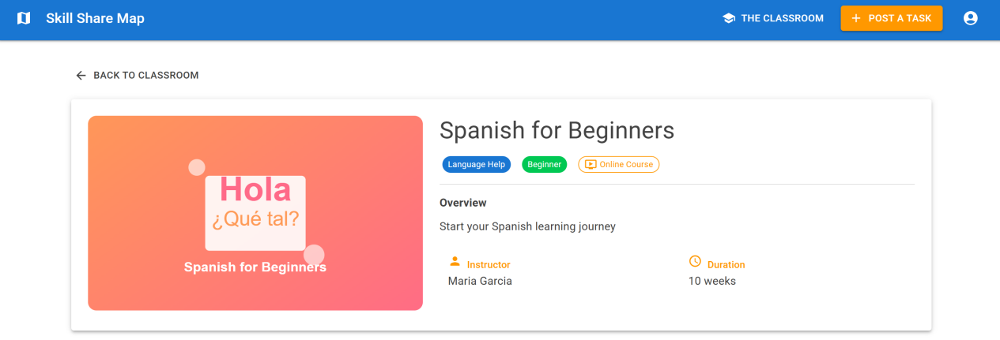 Skill Share Map
THE CLASSROOM
+ POST A TASK
BACK TO CLASSROOM
Hola
¿Qué tal?
Spanish for Beginners
Spanish for Beginners
Language Help
Beginner
Online Course
Overview
Start your Spanish learning journey
Instructor
Maria Garcia
Duration
10 weeks